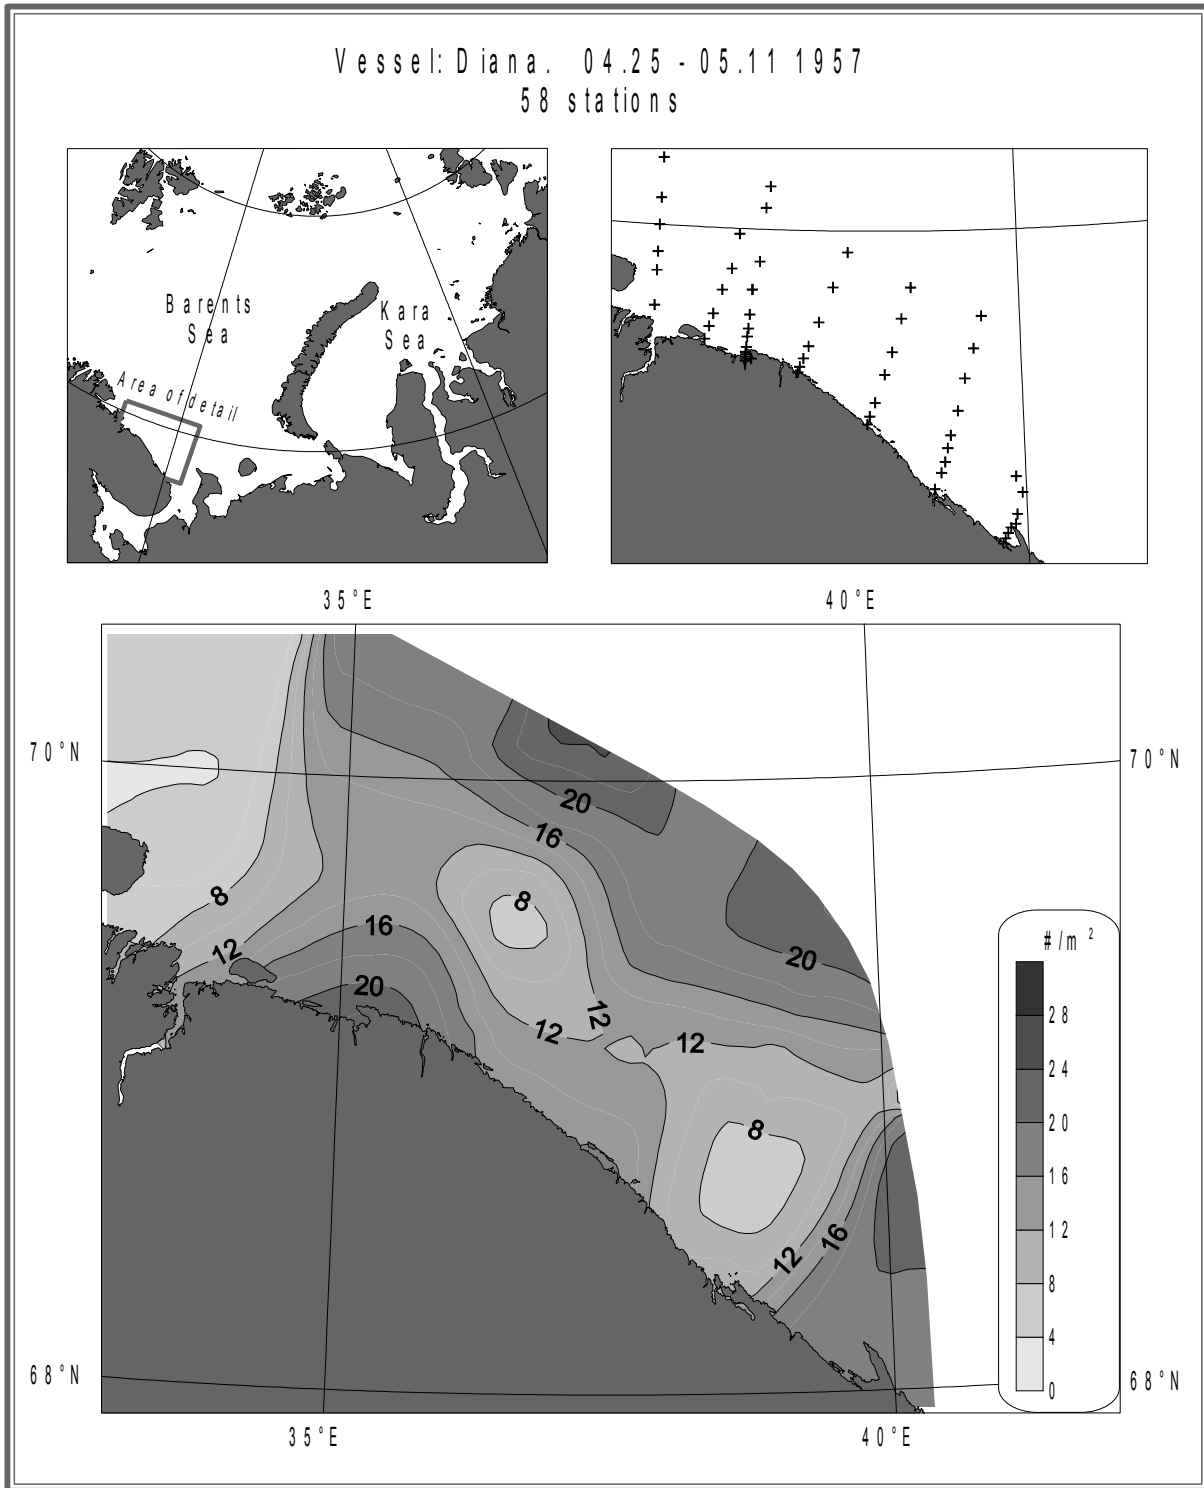 Vessel: Diana. 04.25 - 05.11 1957
58 stations
Barents
Sea
Kara
Sea
Area of detail
35°E
40°E
70°N
70°N
20
16
8
8
16
12
20
20
12
12
12
8
16
12
#/m²
28
24
20
16
12
8
4
0
68°N
68°N
35°E
40°E